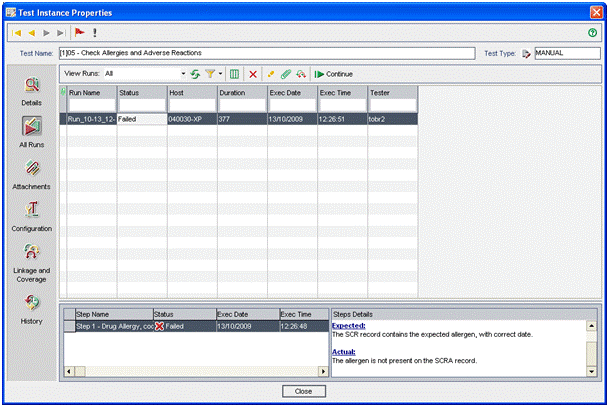 Test Instance Properties
Test Name: [1]05 - Check Allergies and Adverse Reactions Test Type: MANUAL
View Runs: All Continue
Details
All Runs
Attachments
Configuration
Linkage and
Coverage
History
Run Name Status Host Duration Exec Date Exec Time Tester
Run_10-13_12- Failed 040030-XP 377 13/10/2009 12:26:51 tobr2
Step Name Status Exec Date Exec Time
Step 1 - Drug Allergy, coc Failed 13/10/2009 12:26:48
Steps Details
Expected:
The SCR record contains the expected allergen, with correct date.
Actual:
The allergen is not present on the SCRA record.
Close